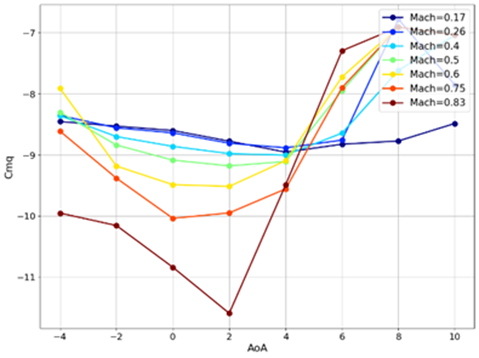 -7
-8
-9
-10
-11
Cmq
-4 -2 0 2 4 6 8 10
AoA
Mach=0.17
Mach=0.26
Mach=0.4
Mach=0.5
Mach=0.6
Mach=0.75
Mach=0.83